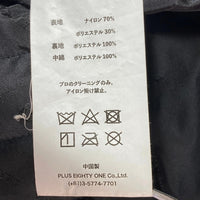 表地 ナイロン 70%
ポリエステル 30%
裏地 ポリエステル 100%
中綿 ポリエステル 100%
プロのクリーニングのみ、
アイロン掛け禁止。
中国製
PLUS EIGHTY ONE Co.,Ltd.
(+81)3-5774-7701